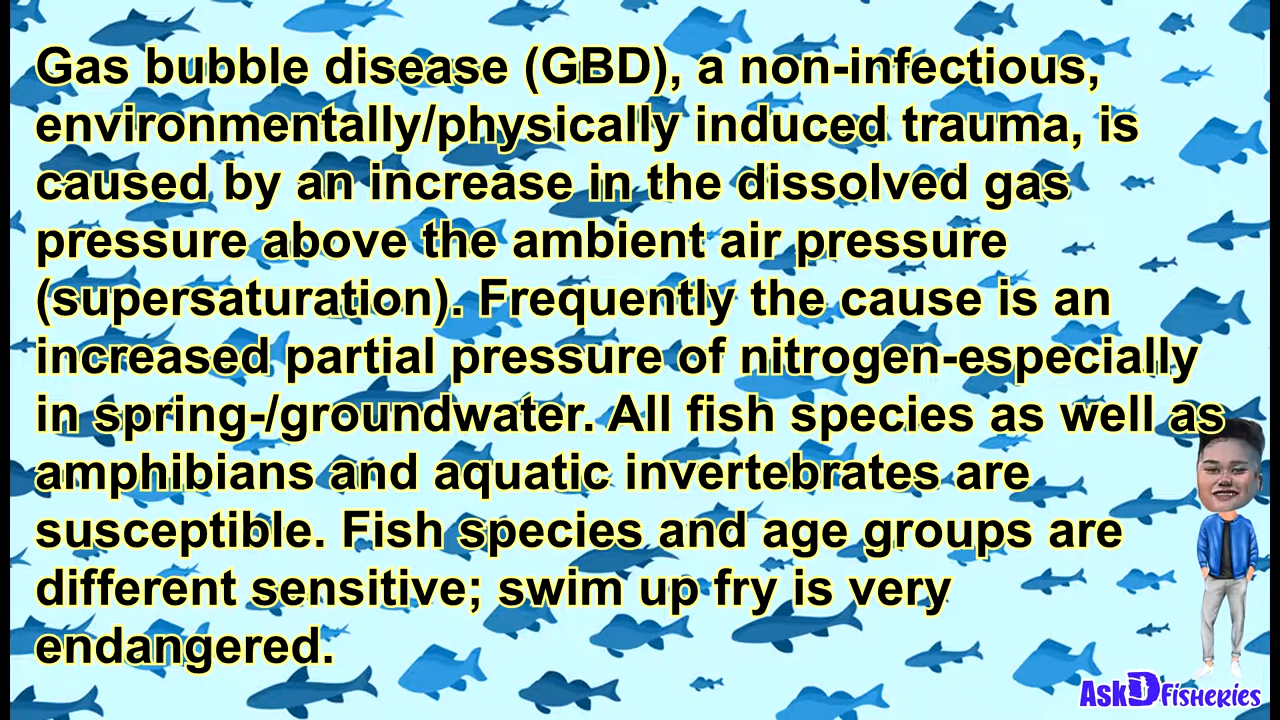 Gas bubble disease (GBD), a non-infectious,
environmentally/physically induced trauma, is
caused by an increase in the dissolved gas
pressure above the ambient air pressure
(supersaturation). Frequently the cause is an
increased partial pressure of nitrogen-especially
in spring-/groundwater. All fish species as well as
amphibians and aquatic invertebrates are
susceptible. Fish species and age groups are
different sensitive; swim up fry is very
endangered.
AskD Fisheries